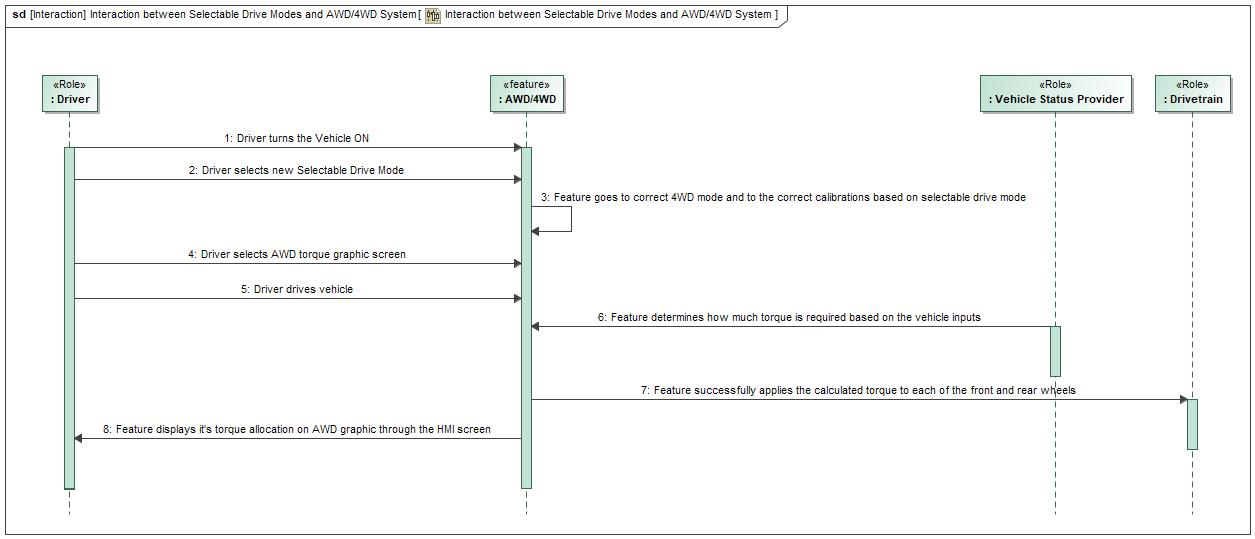 sd [Interaction] Interaction between Selectable Drive Modes and AWD/4WD System[ Interaction between Selectable Drive Modes and AWD/4WD System ]
«Role»
: Driver
«feature»
: AWD/4WD
«Role»
: Vehicle Status Provider
«Role»
: Drivetrain
1: Driver turns the Vehicle ON
2: Driver selects new Selectable Drive Mode
3: Feature goes to correct 4WD mode and to the correct calibrations based on selectable drive mode
4: Driver selects AWD torque graphic screen
5: Driver drives vehicle
6: Feature determines how much torque is required based on the vehicle inputs
7: Feature successfully applies the calculated torque to each of the front and rear wheels
8: Feature displays it's torque allocation on AWD graphic through the HMI screen